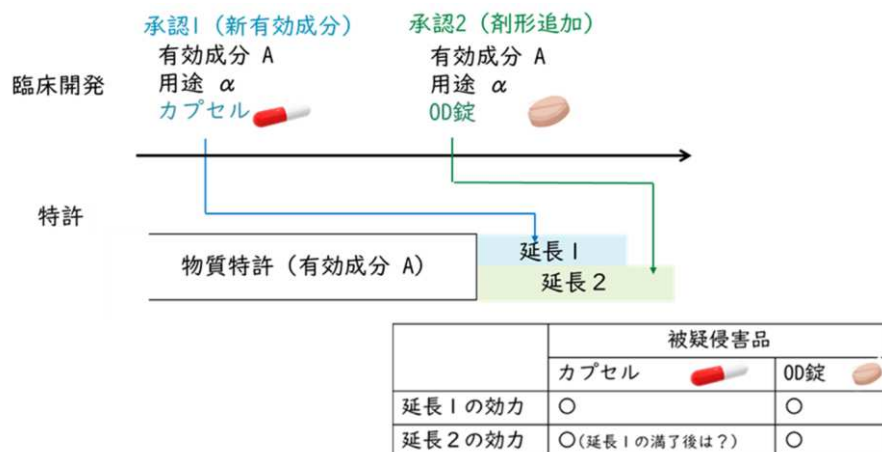 承認1（新有効成分）
有効成分 A
用途 α
カプセル
承認2（剤形追加）
有効成分 A
用途 α
OD錠
臨床開発
特許
物質特許（有効成分 A）
延長1
延長2
被疑侵害品
カプセル OD錠
延長1の効力 ○ ○
延長2の効力 ○(延長1の満了後は？) ○